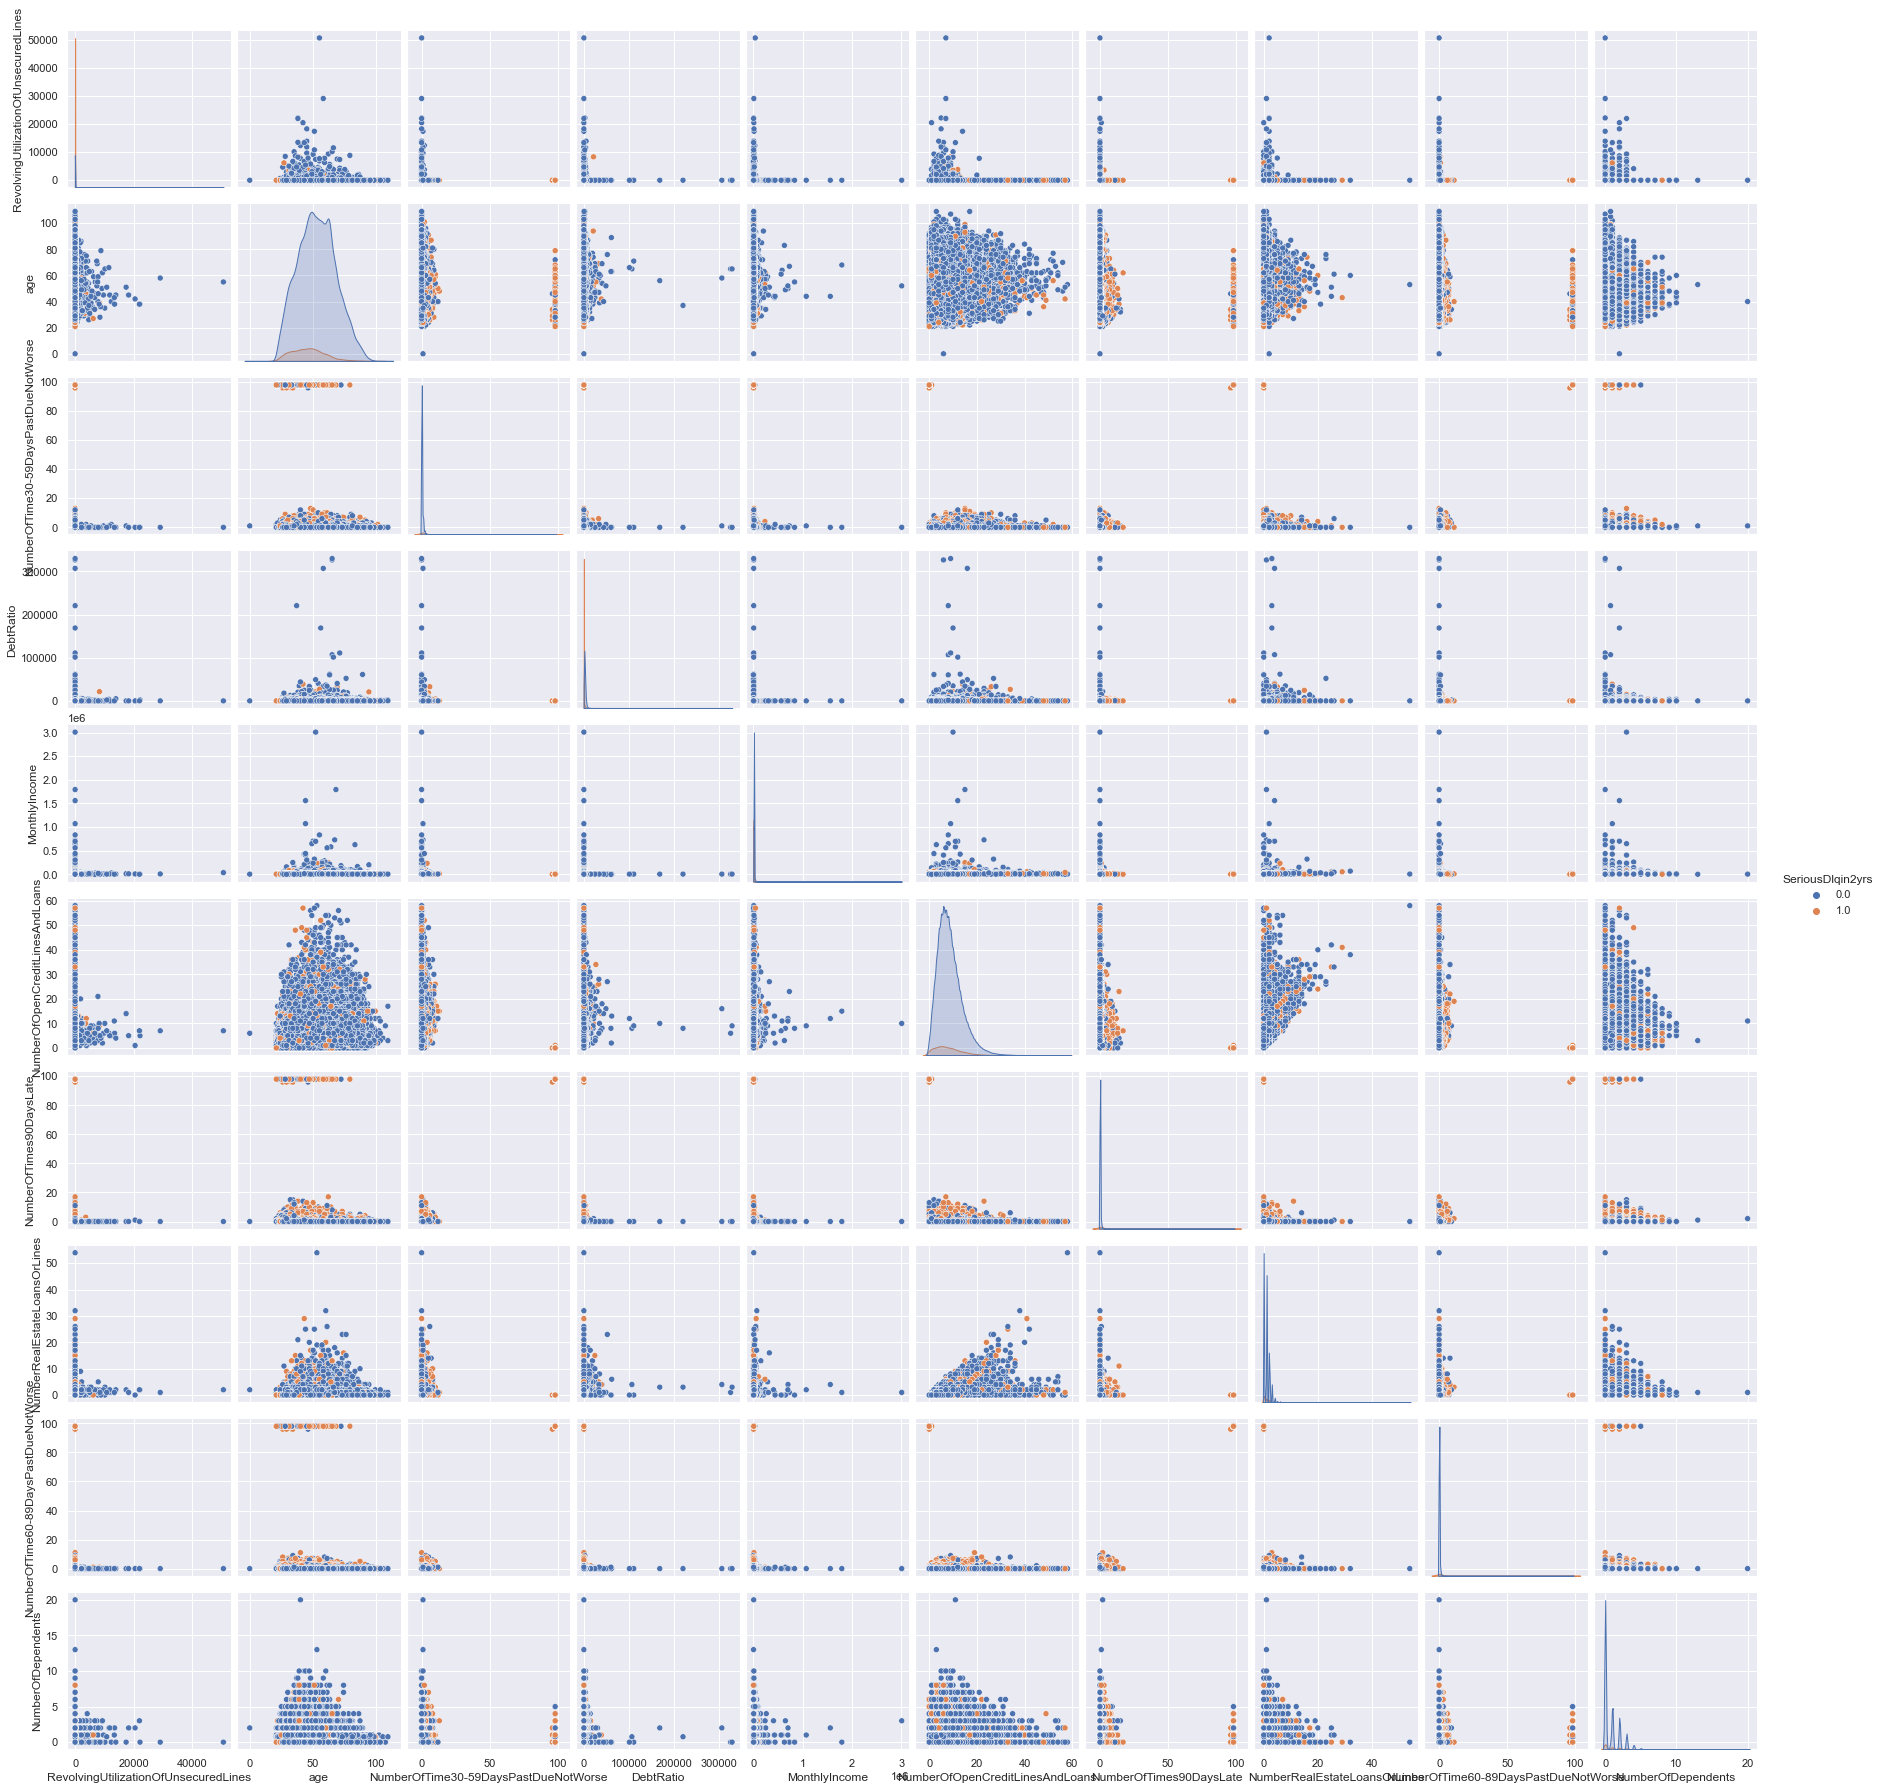 RevolvingUtilizationOfUnsecuredLines
50000
40000
30000
20000
10000
0
age
100
80
60
40
20
0
NumberOfTime30-59DaysPastDueNotWorse
100
80
60
40
20
0
DebtRatio
300000
200000
100000
0
1e6
MonthlyIncome
3.0
2.5
2.0
1.5
1.0
0.5
0.0
NumberOfOpenCreditLinesAndLoans
60
50
40
30
20
10
0
SeriousDlqin2yrs
0.0
1.0
NumberOfTimes90DaysLate
100
80
60
40
20
0
NumberRealEstateLoansOrLines
50
40
30
20
10
0
NumberOfTime60-89DaysPastDueNotWorse
100
80
60
40
20
0
NumberOfDependents
20
15
10
5
0
0 20000 40000
RevolvingUtilizationOfUnsecuredLines
0 50 100
age
0 50 100
NumberOfTime30-59DaysPastDueNotWorse
0 100000 200000 300000
DebtRatio
0 1 2 3
1e6
MonthlyIncome
0 20 40 60
NumberOfOpenCreditLinesAndLoans
0 50 100
NumberOfTimes90DaysLate
0 20 40
NumberRealEstateLoansOrLines
0 50 100
NumberOfTime60-89DaysPastDueNotWorse
0 10 20
NumberOfDependents